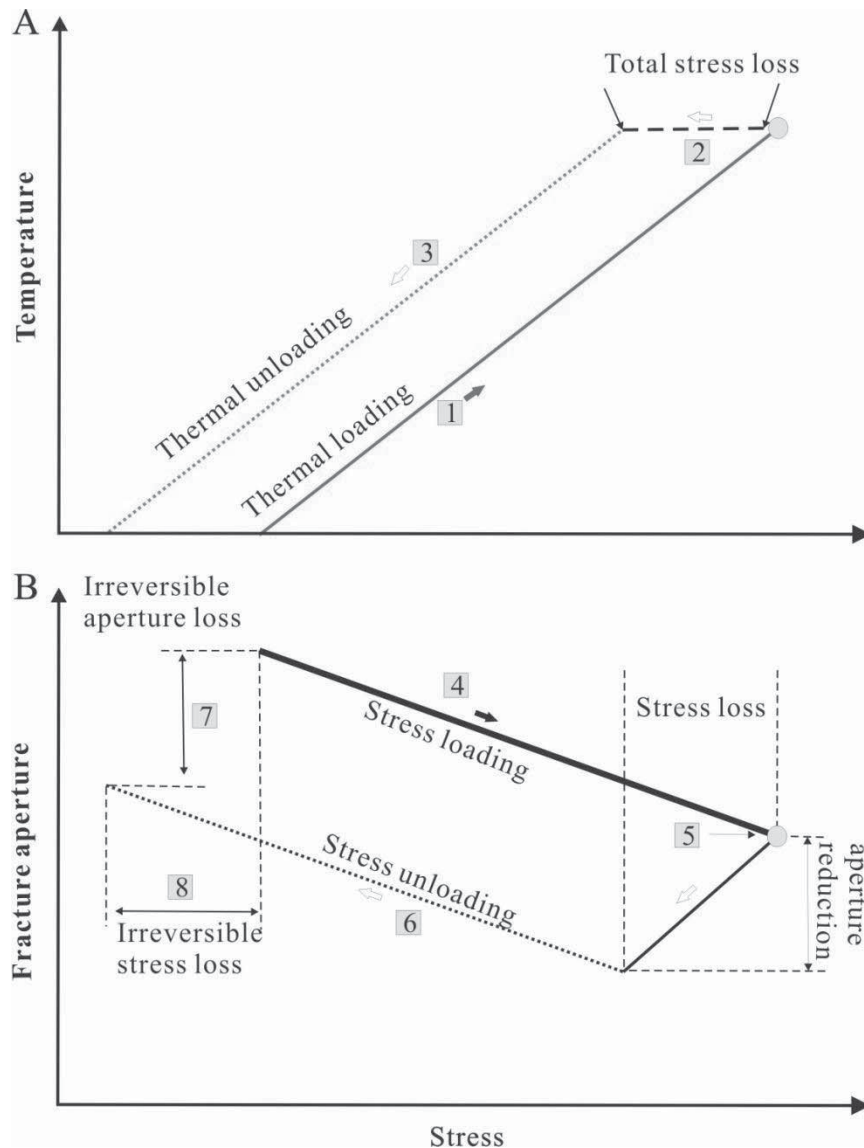 A
Total stress loss
2
3
Thermal unloading
1
Thermal loading
Temperature
B
Irreversible
aperture loss
4
Stress loading
Stress loss
7
5
aperture
reduction
Stress unloading
8
6
Irreversible
stress loss
Fracture aperture
Stress